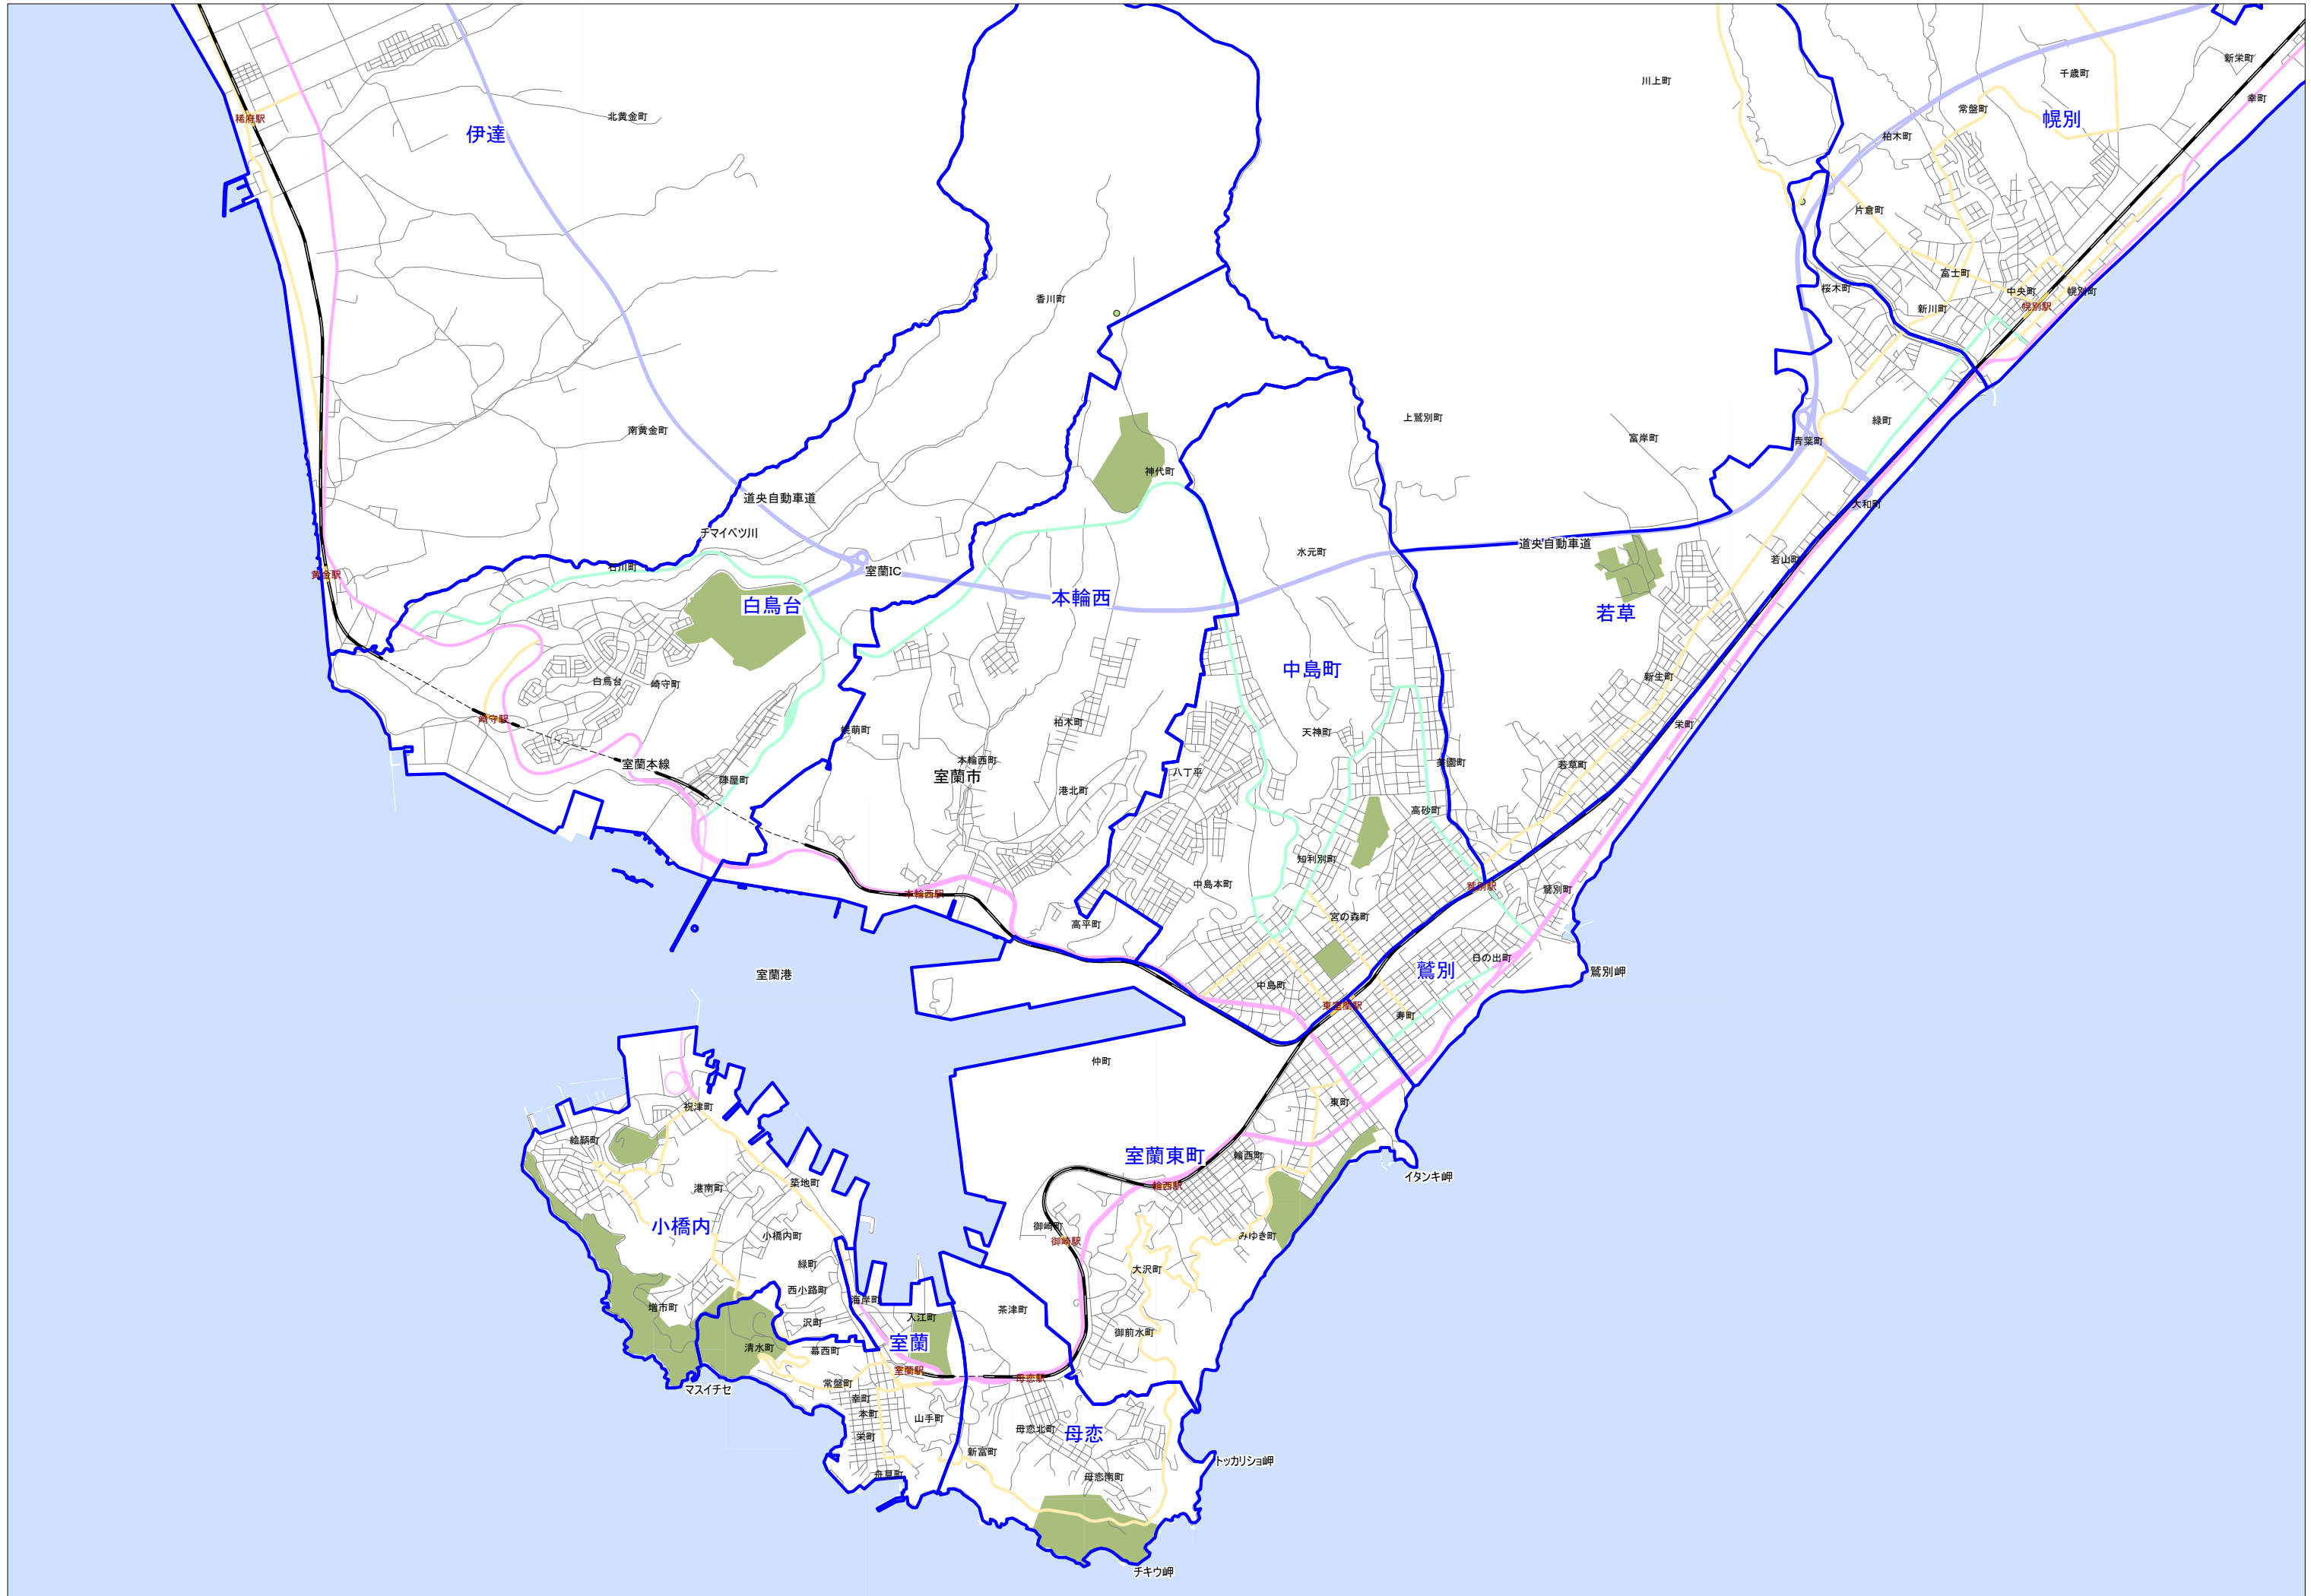 新栄町
千歳町
川上町
幸町
常盤町
稀府駅
北黄金町
幌別
伊達
柏木町
片倉町
富士町
桜木町
中央町
幌別町
香川町
幌別駅
新川町
上鷲別町
緑町
南黄金町
富岸町
青葉町
神代町
道央自動車道
大和町
チマイベツ川
道央自動車道
水元町
若山町
石川町
室蘭IC
黄金駅
白鳥台
本輪西
若草
中島町
新生町
白鳥台
崎守町
崎守駅
柏木町
栄町
幌萌町
天神町
本輪西町
美園町
室蘭本線
若草町
八丁平
室蘭市
陣屋町
港北町
高砂町
知利別町
中島本町
鷲別駅
鷲別町
本輪西駅
宮の森町
高平町
日の出町
鷲別
鷲別岬
室蘭港
中島町
東室蘭駅
寿町
仲町
祝津町
東町
絵鞆町
室蘭東町
輪西町
イタンキ岬
築地町
輪西駅
港南町
小橋内
御崎町
小橋内町
みゆき町
御崎駅
緑町
大沢町
西小路町
海岸町
増市町
茶津町
入江町
沢町
御前水町
室蘭
清水町
幕西町
室蘭駅
母恋駅
常盤町
マスイチセ
幸町
本町
山手町
母恋北町
母恋
栄町
新富町
トッカリショ岬
舟見町
母恋南町
チキウ岬